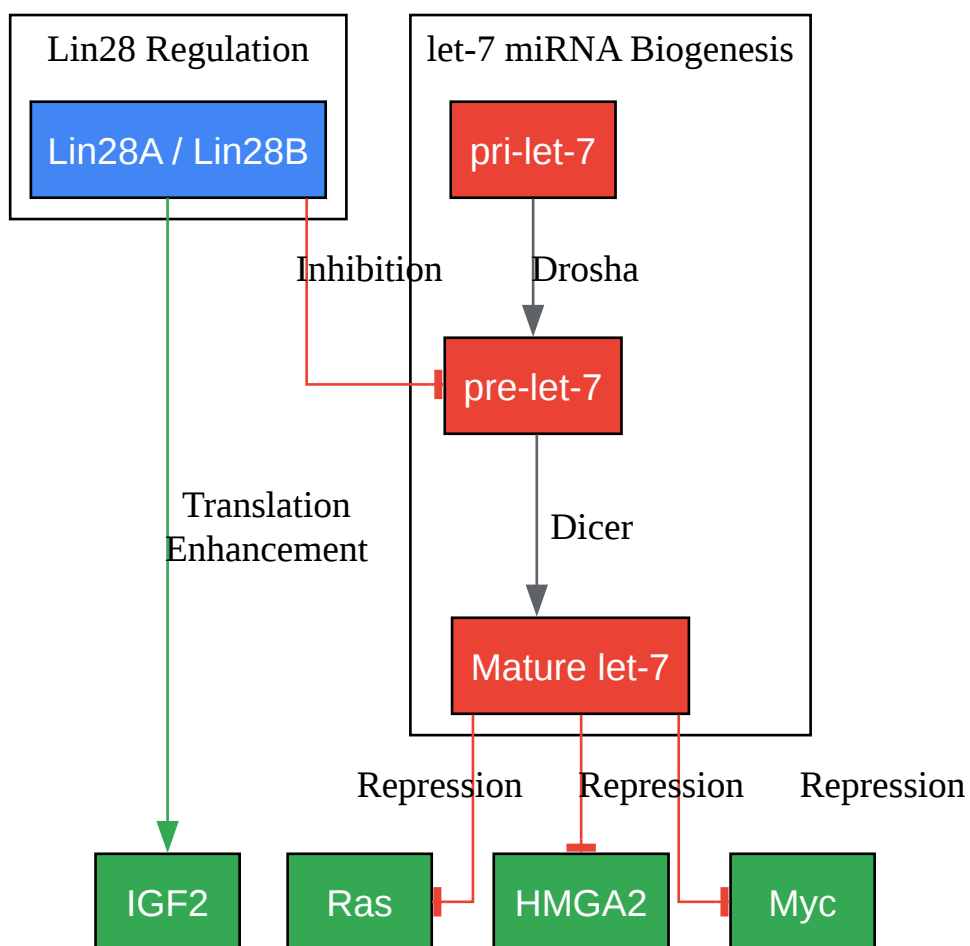 Lin28 Regulation
let-7 miRNA Biogenesis
Lin28A / Lin28B
pri-let-7
Inhibition
Drosha
pre-let-7
Translation
Enhancement
Dicer
Mature let-7
Repression
Repression
Repression
IGF2
Ras
HMGA2
Myc